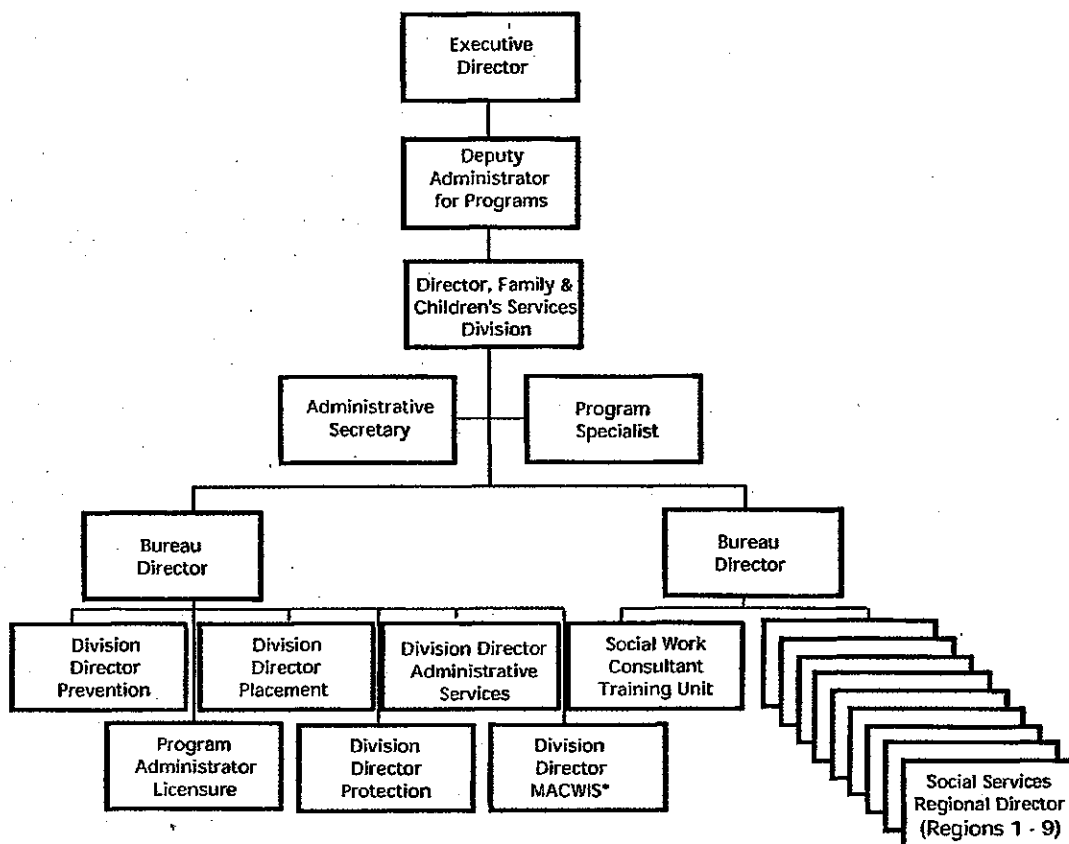 Executive
Director
Deputy
Administrator
for Programs
Director, Family &
Children's Services
Division
Administrative
Secretary
Program
Specialist
Bureau
Director
Bureau
Director
Division
Director
Prevention
Division
Director
Placement
Division Director
Administrative
Services
Social Work
Consultant
Training Unit
Program
Administrator
Licensure
Division
Director
Protection
Division
Director
MACWIS*
Social Services
Regional Director
(Regions 1 - 9)